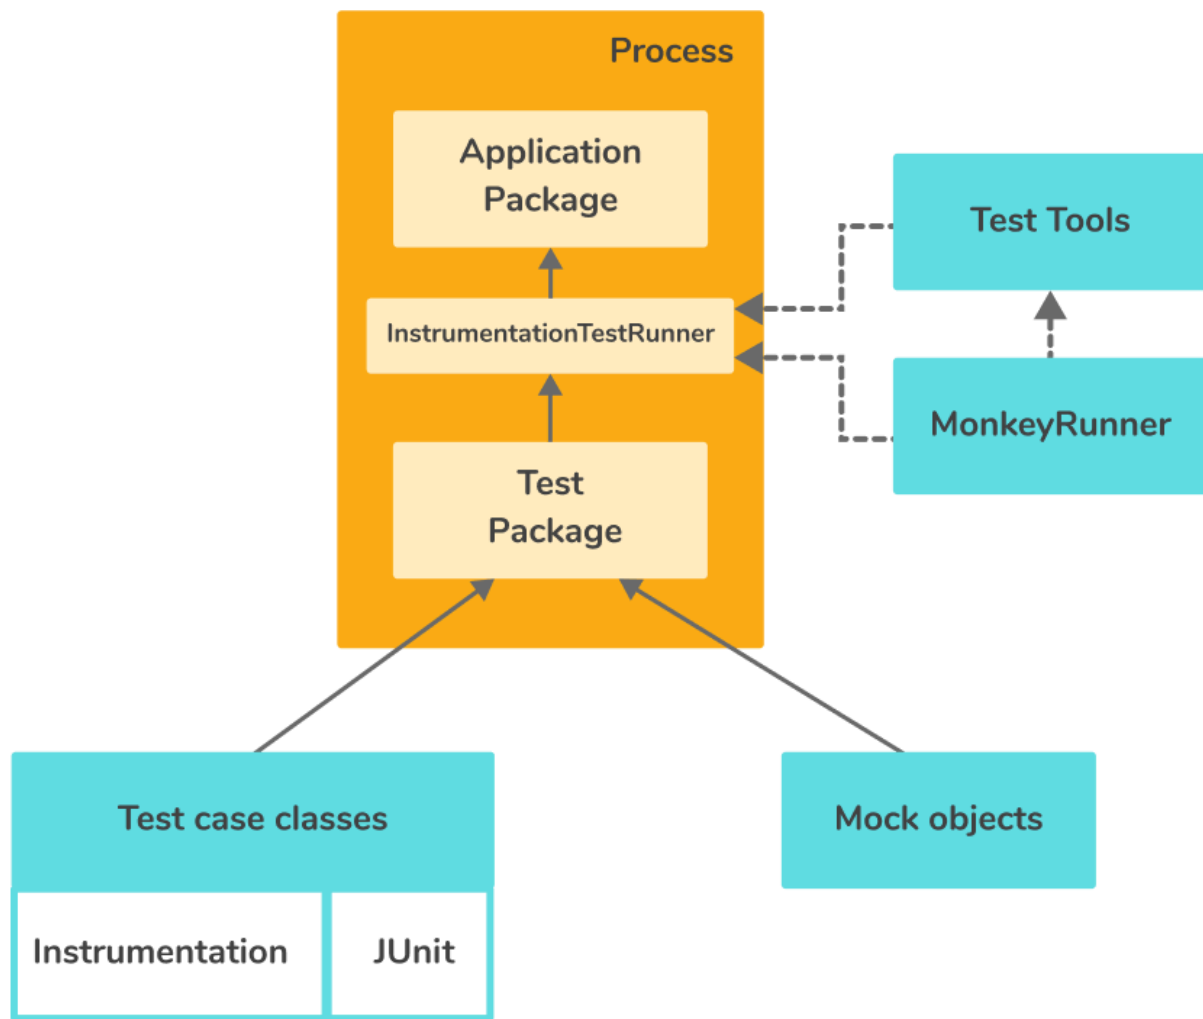 Process
Application
Package
Test Tools
InstrumentationTestRunner
MonkeyRunner
Test
Package
Test case classes
Mock objects
Instrumentation
JUnit